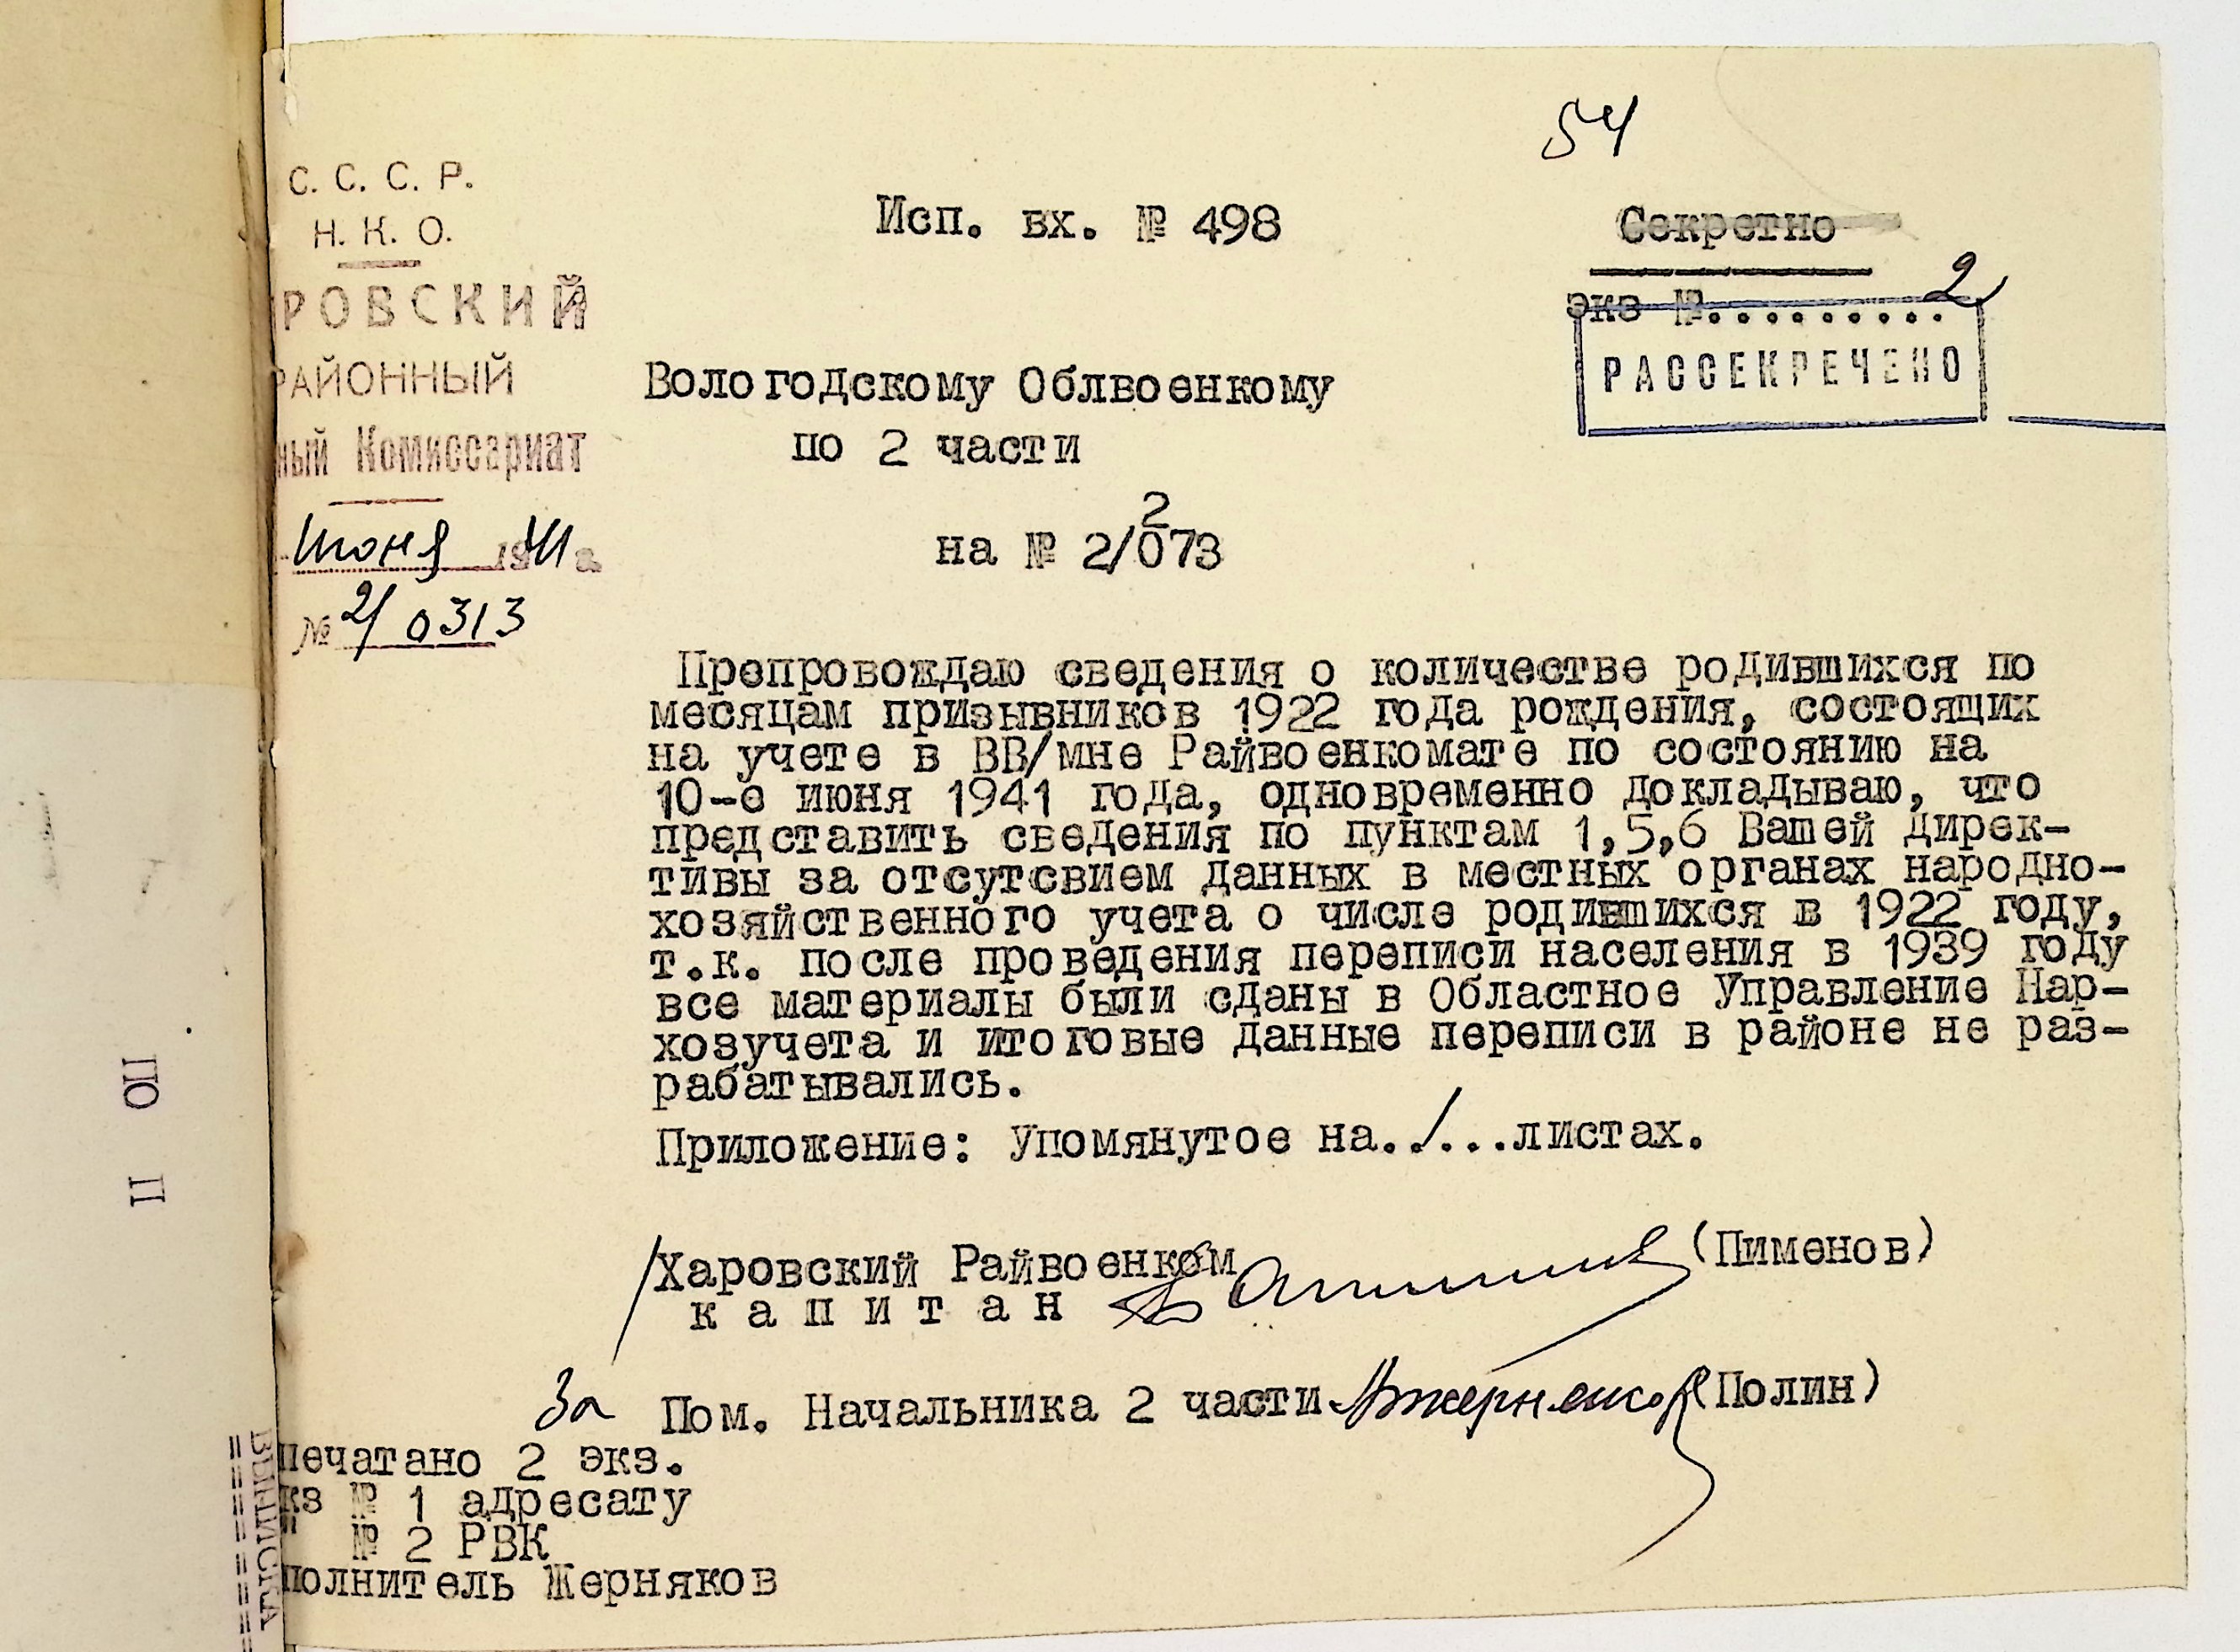 54
С. С. С. Р.
Н. К. О.
РОВСКИЙ
РАЙОННЫЙ
ный Комиссариат
июня 1941 г.
№ 2/0313
Исп. вх. № 498
Секретно
экз №......... 2
РАССЕКРЕЧЕНО
Вологодскому Облвоенкому
по 2 части
2
на № 2/073
Препровождаю сведения о количестве родившихся по
месяцам призывников 1922 года рождения, состоящих
на учете в ВВ/мне Райвоенкомате по состоянию на
10-е июня 1941 года, одновременно докладываю, что
представить сведения по пунктам 1,5,6 Вашей дирек-
тивы за отсутсвием данных в местных органах народно-
хозяйственного учета о числе родившихся в 1922 году,
т.к. после проведения переписи населения в 1939 году
все материалы были сданы в Областное Управление Нар-
хозучета и итоговые данные переписи в районе не раз-
рабатывались.
Приложение: Упомянутое на./...листах.
/Харовский Райвоенком (Пименов)
к а п и т а н
За Пом. Начальника 2 части (Полин)
печатано 2 экз.
кз № 1 адресату
" № 2 РВК
полнитель Жерняков
ПО
П
ВЫПИСКА